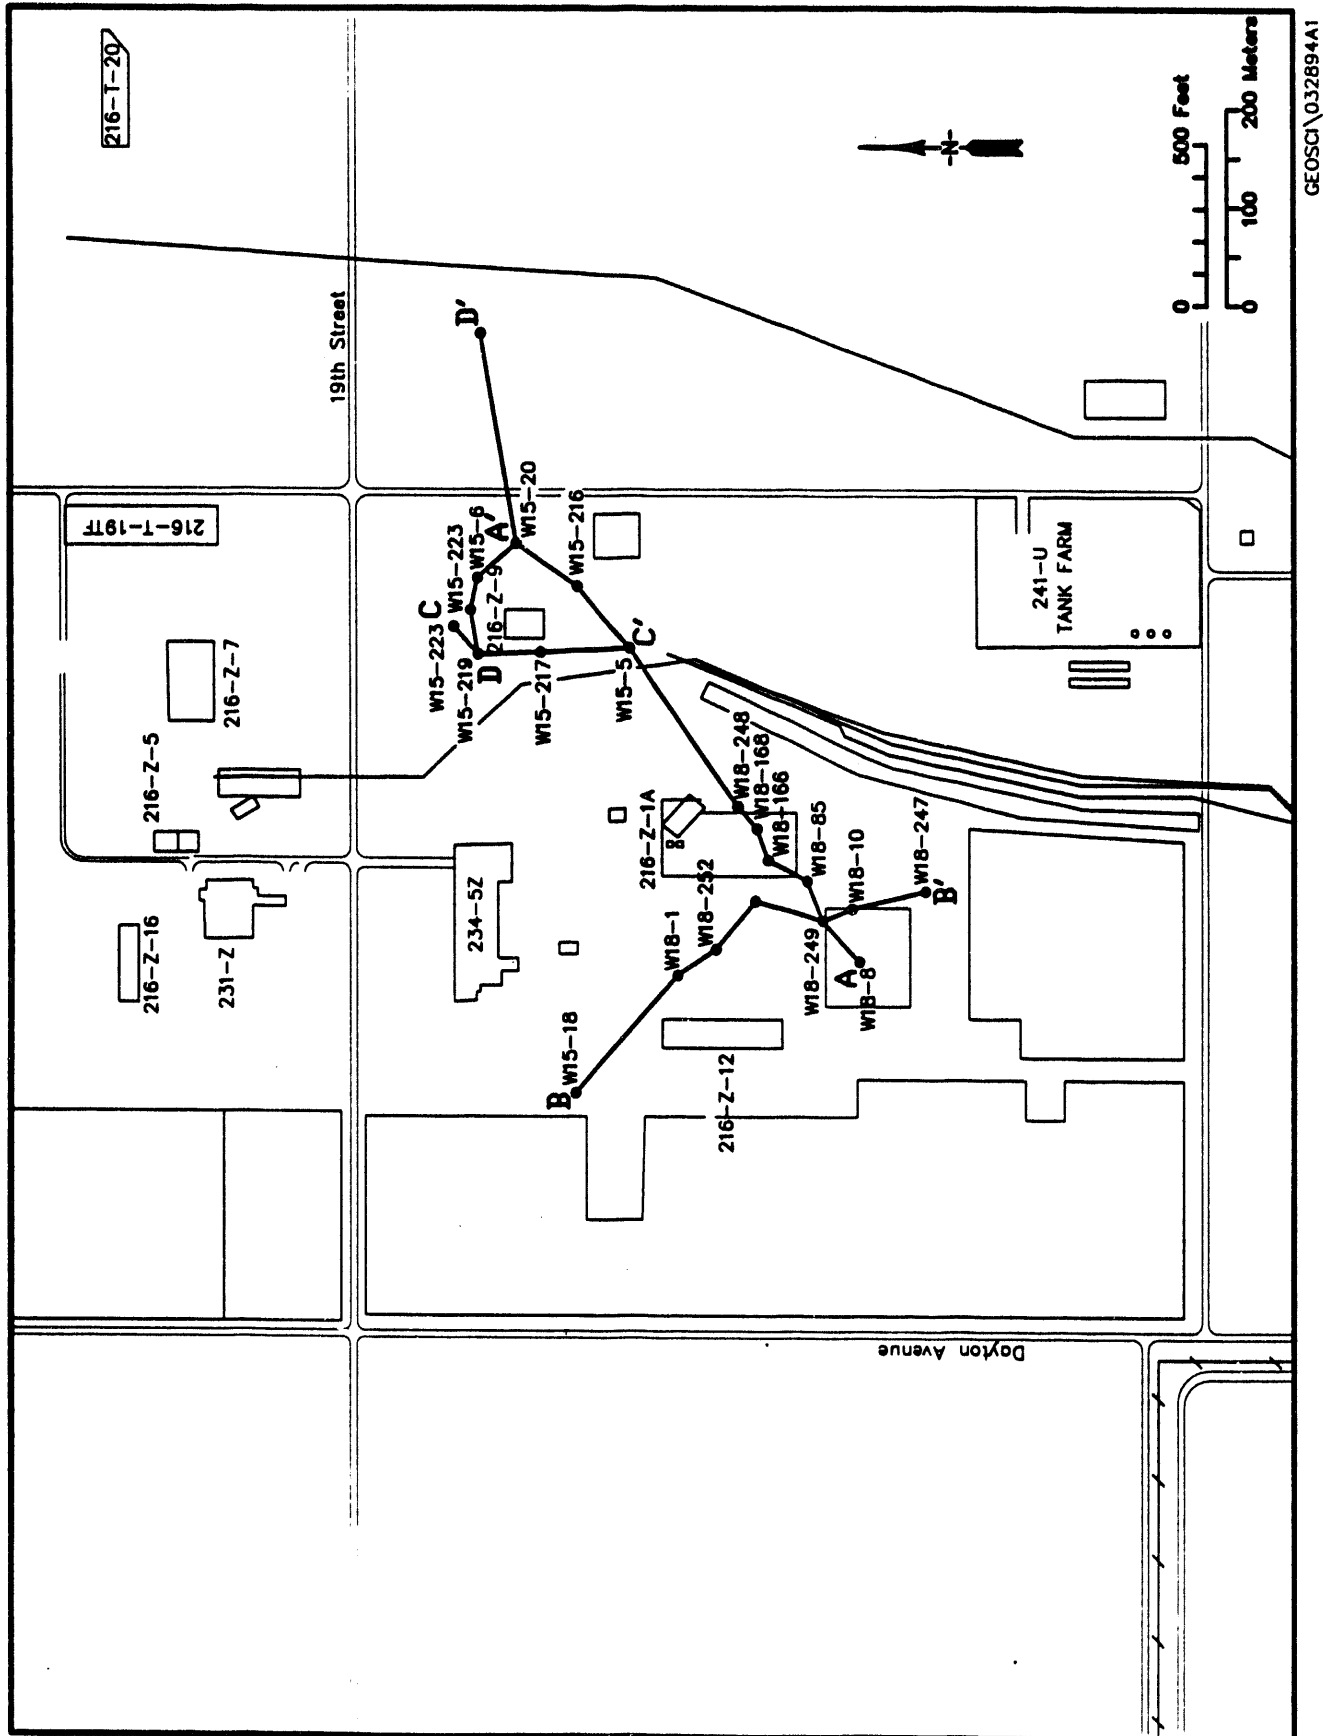 216-T-20
19th Street
216-T-19TF
216-Z-7
216-Z-5
216-Z-16
231-Z
234-5Z
D'
W15-20
A'
W15-6
W15-223
C
W15-223
216-Z-9
W15-219
D
W15-217
W15-216
C'
W15-5
241-U
TANK FARM
W18-248
W18-168
W18-166
216-Z-1A
W18-85
W18-10
W18-247
B'
W18-252
W18-1
W18-249
A
W18-8
W15-18
B
216-Z-12
Dayton Avenue
-N-
0 500 Feet
0 100 200 Meters
GEOSCI\032894A1